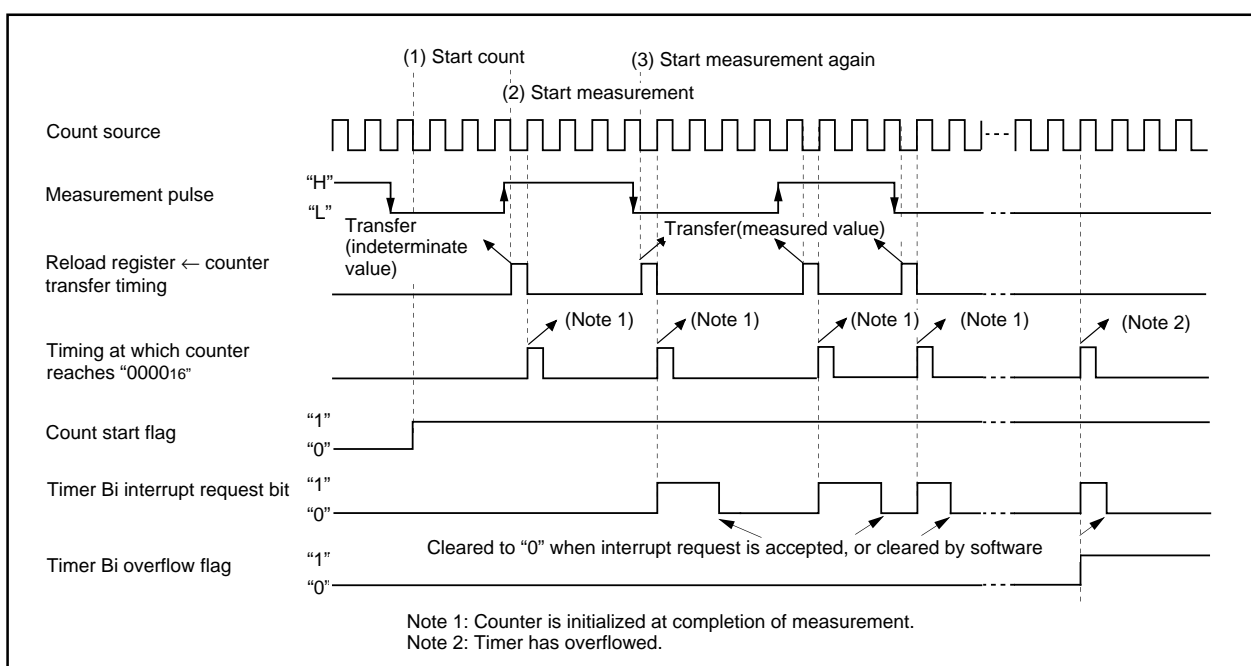 (1) Start count
(3) Start measurement again
(2) Start measurement
Count source
Measurement pulse
“H”
“L”
Transfer
(indeterminate
value)
Transfer(measured value)
Reload register ← counter
transfer timing
(Note 1)
(Note 1)
(Note 1)
(Note 1)
(Note 2)
Timing at which counter
reaches “000016”
Count start flag
“1”
“0”
Timer Bi interrupt request bit
“1”
“0”
Cleared to “0” when interrupt request is accepted, or cleared by software
Timer Bi overflow flag
“1”
“0”
Note 1: Counter is initialized at completion of measurement.
Note 2: Timer has overflowed.